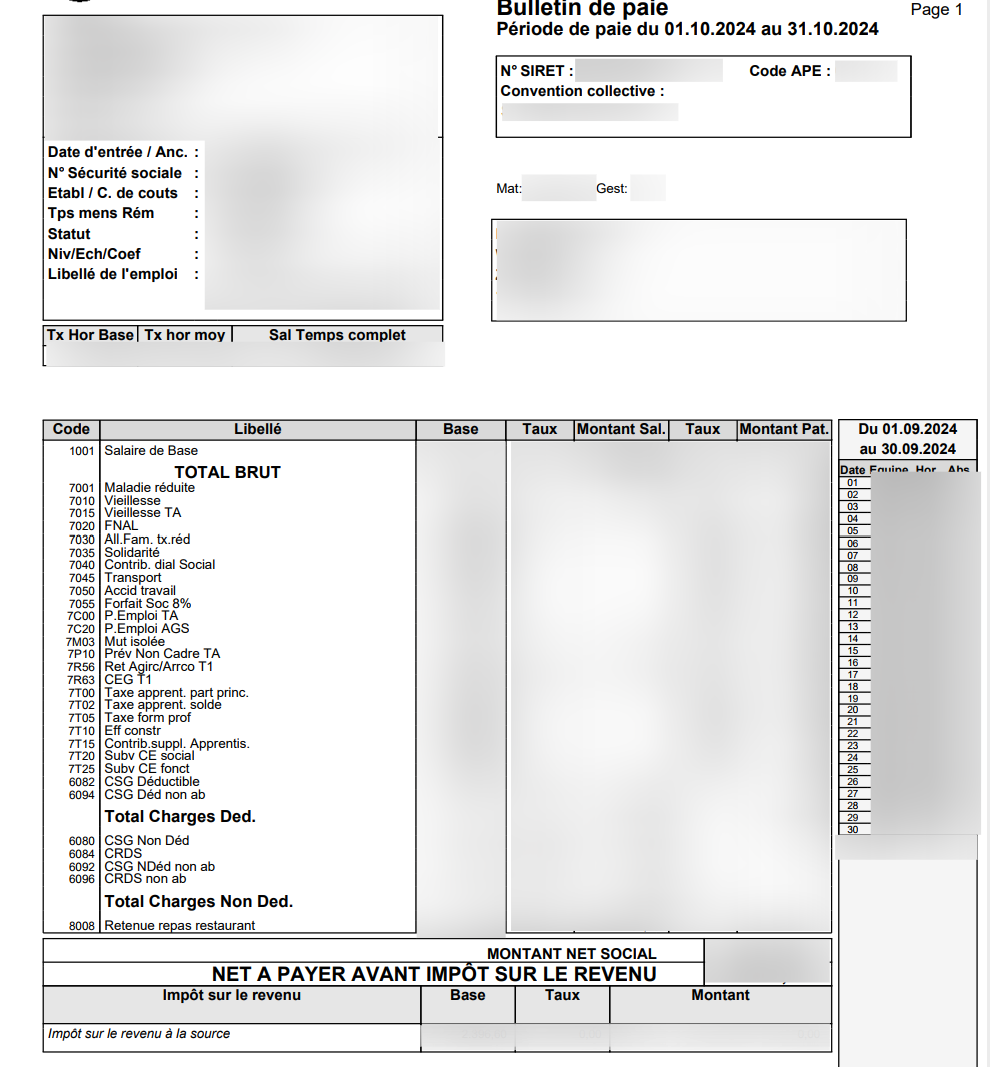 Bulletin de paie
Page 1
Période de paie du 01.10.2024 au 31.10.2024
N° SIRET :
Code APE :
Convention collective :
Date d'entrée / Anc. :
N° Sécurité sociale :
Etabl / C. de couts :
Tps mens Rém :
Statut :
Niv/Ech/Coef :
Libellé de l'emploi :
Mat:
Gest:
Tx Hor Base Tx hor moy Sal Temps complet
Code Libellé Base Taux Montant Sal. Taux Montant Pat.
1001 Salaire de Base
TOTAL BRUT
7001 Maladie réduite
7010 Vieillesse
7015 Vieillesse TA
7020 FNAL
7030 All.Fam. tx.réd
7035 Solidarité
7040 Contrib. dial Social
7045 Transport
7050 Accid travail
7055 Forfait Soc 8%
7C00 P.Emploi TA
7C20 P.Emploi AGS
7M03 Mut isolée
7P10 Prév Non Cadre TA
7R56 Ret Agirc/Arrco T1
7R63 CEG T1
7T00 Taxe apprent. part princ.
7T02 Taxe apprent. solde
7T05 Taxe form prof
7T10 Eff constr
7T15 Contrib.suppl. Apprentis.
7T20 Subv CE social
7T25 Subv CE fonct
6082 CSG Déductible
6094 CSG Déd non ab
Total Charges Ded.
6080 CSG Non Déd
6084 CRDS
6092 CSG NDéd non ab
6096 CRDS non ab
Total Charges Non Ded.
8008 Retenue repas restaurant
MONTANT NET SOCIAL
NET A PAYER AVANT IMPÔT SUR LE REVENU
Impôt sur le revenu Base Taux Montant
Impôt sur le revenu à la source
Du 01.09.2024
au 30.09.2024
Date Equipe Hor Abs
01
02
03
04
05
06
07
08
09
10
11
12
13
14
15
16
17
18
19
20
21
22
23
24
25
26
27
28
29
30